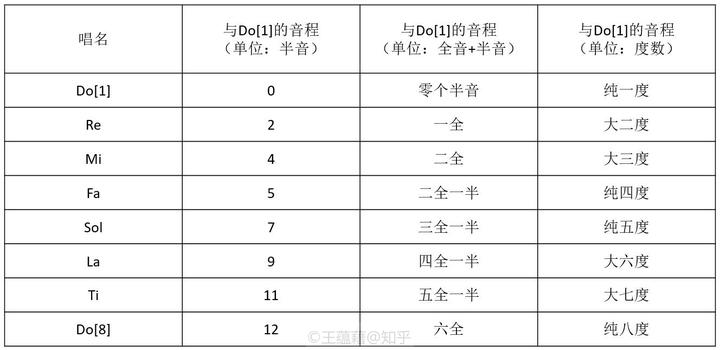 唱名 与Do[1]的音程 与Do[1]的音程 与Do[1]的音程
(单位：半音) (单位：全音+半音) (单位：度数)
Do[1] 0 零个半音 纯一度
Re 2 一全 大二度
Mi 4 二全 大三度
Fa 5 二全一半 纯四度
Sol 7 三全一半 纯五度
La 9 四全一半 大六度
Ti 11 五全一半 大七度
Do[8] 12 六全 纯八度
©王蕴藉@知乎